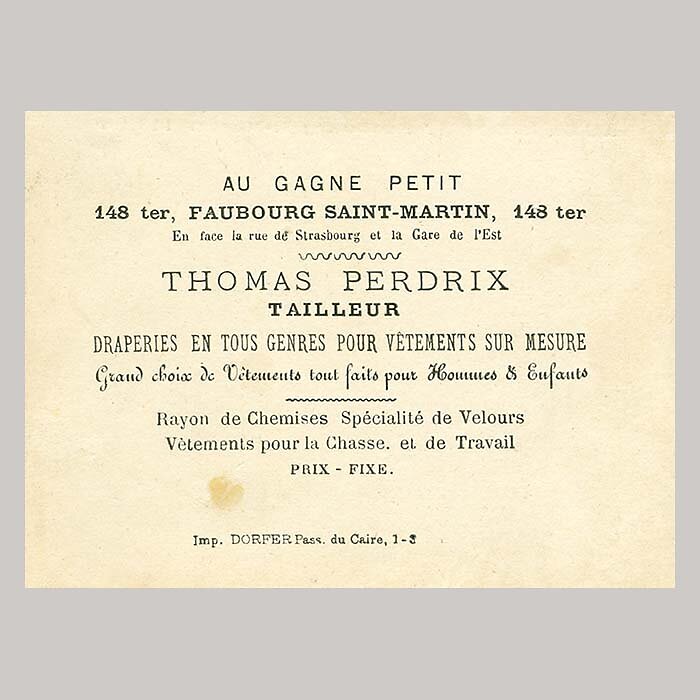 AU GAGNE PETIT
148 ter, FAUBOURG SAINT-MARTIN, 148 ter
En face la rue de Strasbourg et la Gare de l'Est
THOMAS PERDRIX
TAILLEUR
DRAPERIES EN TOUS GENRES POUR VÊTEMENTS SUR MESURE
Grand choix de Vêtements tout faits pour Hommes & Enfants
Rayon de Chemises Spécialité de Velours
Vêtements pour la Chasse. et de Travail
PRIX - FIXE.
Imp. DORFER Pass. du Caire, 1-3